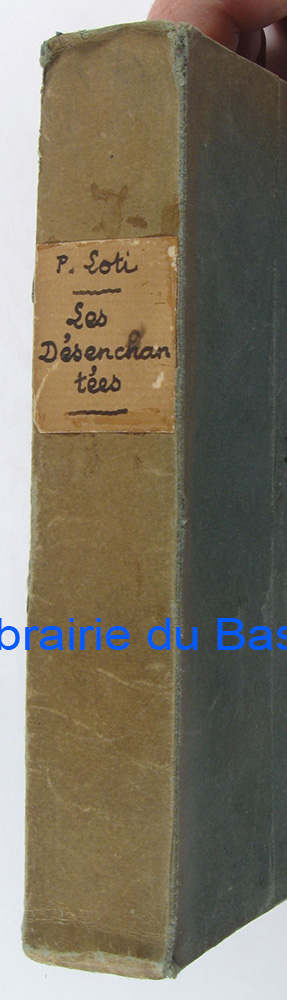 P. Loti
Les
Désenchan
tées
brairie du Bas